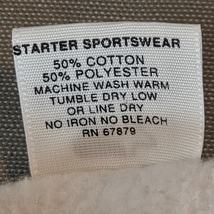 STARTER SPORTSWEAR
50% COTTON
50% POLYESTER
MACHINE WASH WARM
TUMBLE DRY LOW
OR LINE DRY
NO IRON NO BLEACH
RN 67879